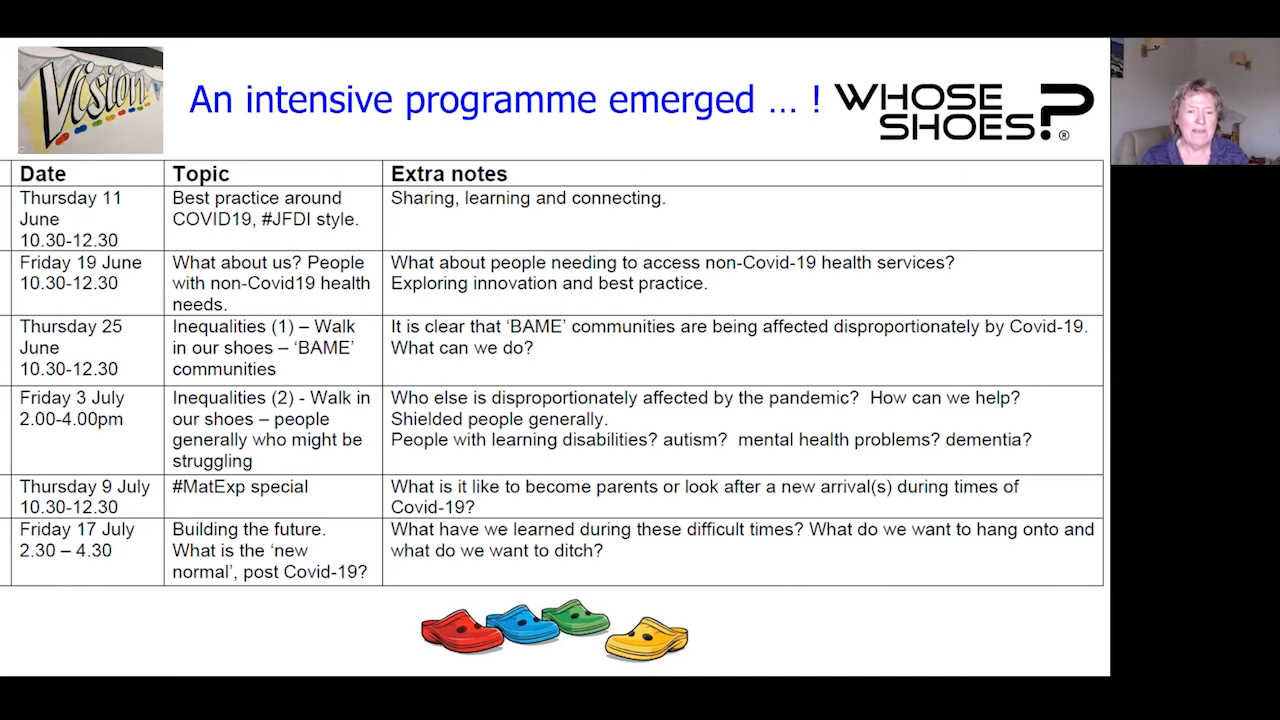 Vision
An intensive programme emerged ... !
WHOSE
SHOES?®
Date
Topic
Extra notes
Thursday 11
June
10.30-12.30
Best practice around
COVID19, #JFDI style.
Sharing, learning and connecting.
Friday 19 June
10.30-12.30
What about us? People
with non-Covid19 health
needs.
What about people needing to access non-Covid-19 health services?
Exploring innovation and best practice.
Thursday 25
June
10.30-12.30
Inequalities (1) – Walk
in our shoes – ‘BAME’
communities
It is clear that ‘BAME’ communities are being affected disproportionately by Covid-19.
What can we do?
Friday 3 July
2.00-4.00pm
Inequalities (2) - Walk in
our shoes – people
generally who might be
struggling
Who else is disproportionately affected by the pandemic? How can we help?
Shielded people generally.
People with learning disabilities? autism? mental health problems? dementia?
Thursday 9 July
10.30-12.30
#MatExp special
What is it like to become parents or look after a new arrival(s) during times of
Covid-19?
Friday 17 July
2.30 – 4.30
Building the future.
What is the ‘new
normal’, post Covid-19?
What have we learned during these difficult times? What do we want to hang onto and
what do we want to ditch?